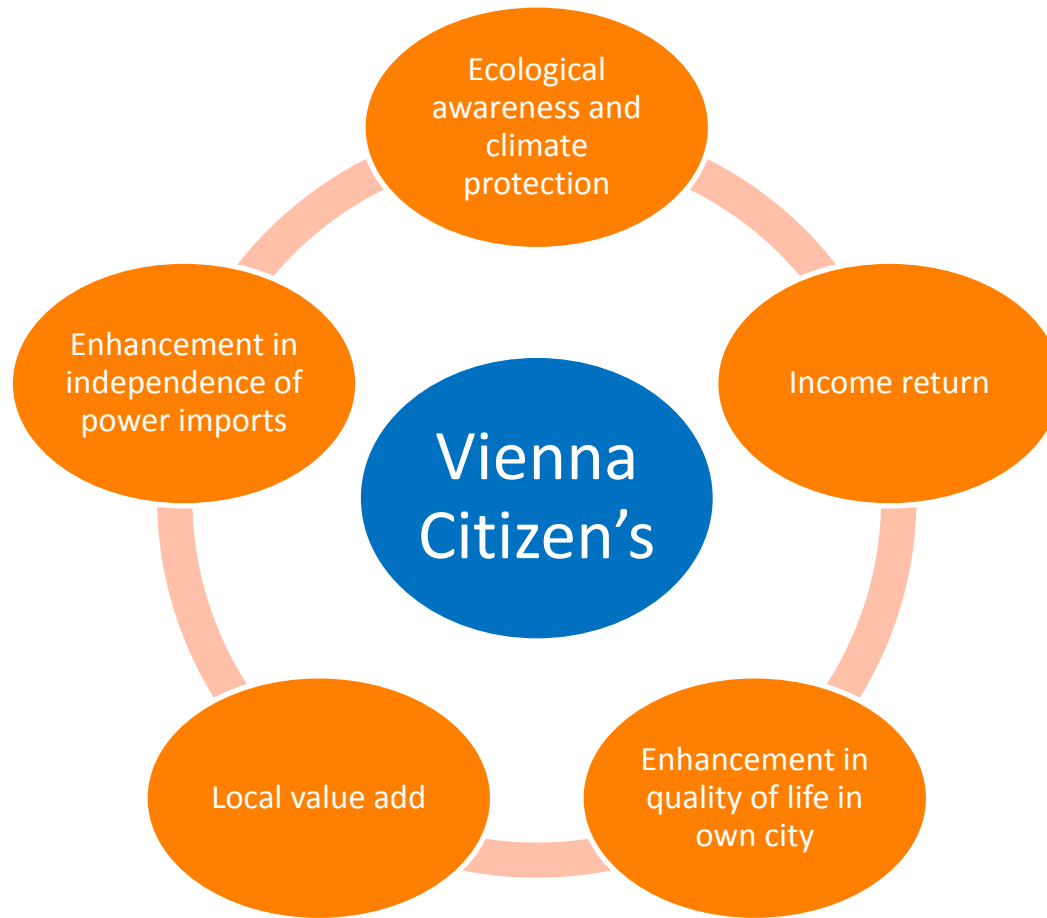 Ecological
awareness and
climate
protection
Enhancement in
independence of
power imports
Income return
Vienna
Citizen’s
Local value add
Enhancement in
quality of life in
own city